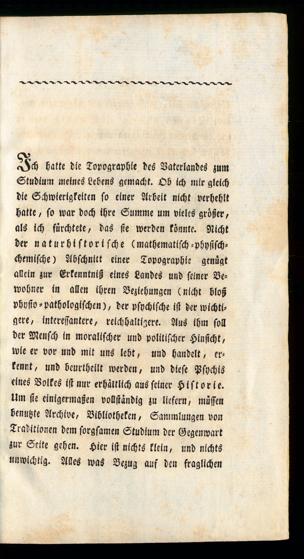 Ich hatte die Topographie des Vaterlandes zum
Studium meines Lebens gemacht. Ob ich mir gleich
die Schwierigkeiten so einer Arbeit nicht verhehlt
hatte, so war doch ihre Summe um vieles größer,
als ich fürchtete, daß sie werden könnte. Nicht
der naturhistorische (mathematisch-physisch-
chemische) Abschnitt einer Topographie genügt
allein zur Erkenntniß eines Landes und seiner Be-
wohner in allen ihren Beziehungen (nicht bloß
physio-pathologischen), der psychische ist der wichti-
gere, interessantere, reichhaltigere. Aus ihm soll
der Mensch in moralischer und politischer Hinsicht,
wie er vor und mit uns lebt, und handelt, er-
kennt, und beurtheilt werden, und diese Psychis
eines Volkes ist nur erhältlich aus seiner Historie.
Um sie einigermaßen vollständig zu liefern, müssen
benutzte Archive, Bibliotheken, Sammlungen von
Traditionen dem sorgsamen Studium der Gegenwart
zur Seite gehen. Hier ist nichts klein, und nichts
unwichtig. Alles was Bezug auf den fraglichen